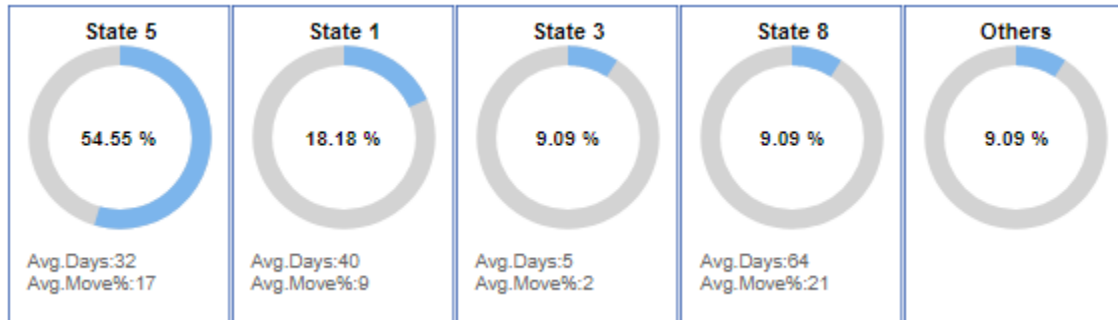 State 5
54.55 %
Avg.Days:32
Avg.Move%:17
State 1
18.18 %
Avg.Days:40
Avg.Move%:9
State 3
9.09 %
Avg.Days:5
Avg.Move%:2
State 8
9.09 %
Avg.Days:64
Avg.Move%:21
Others
9.09 %